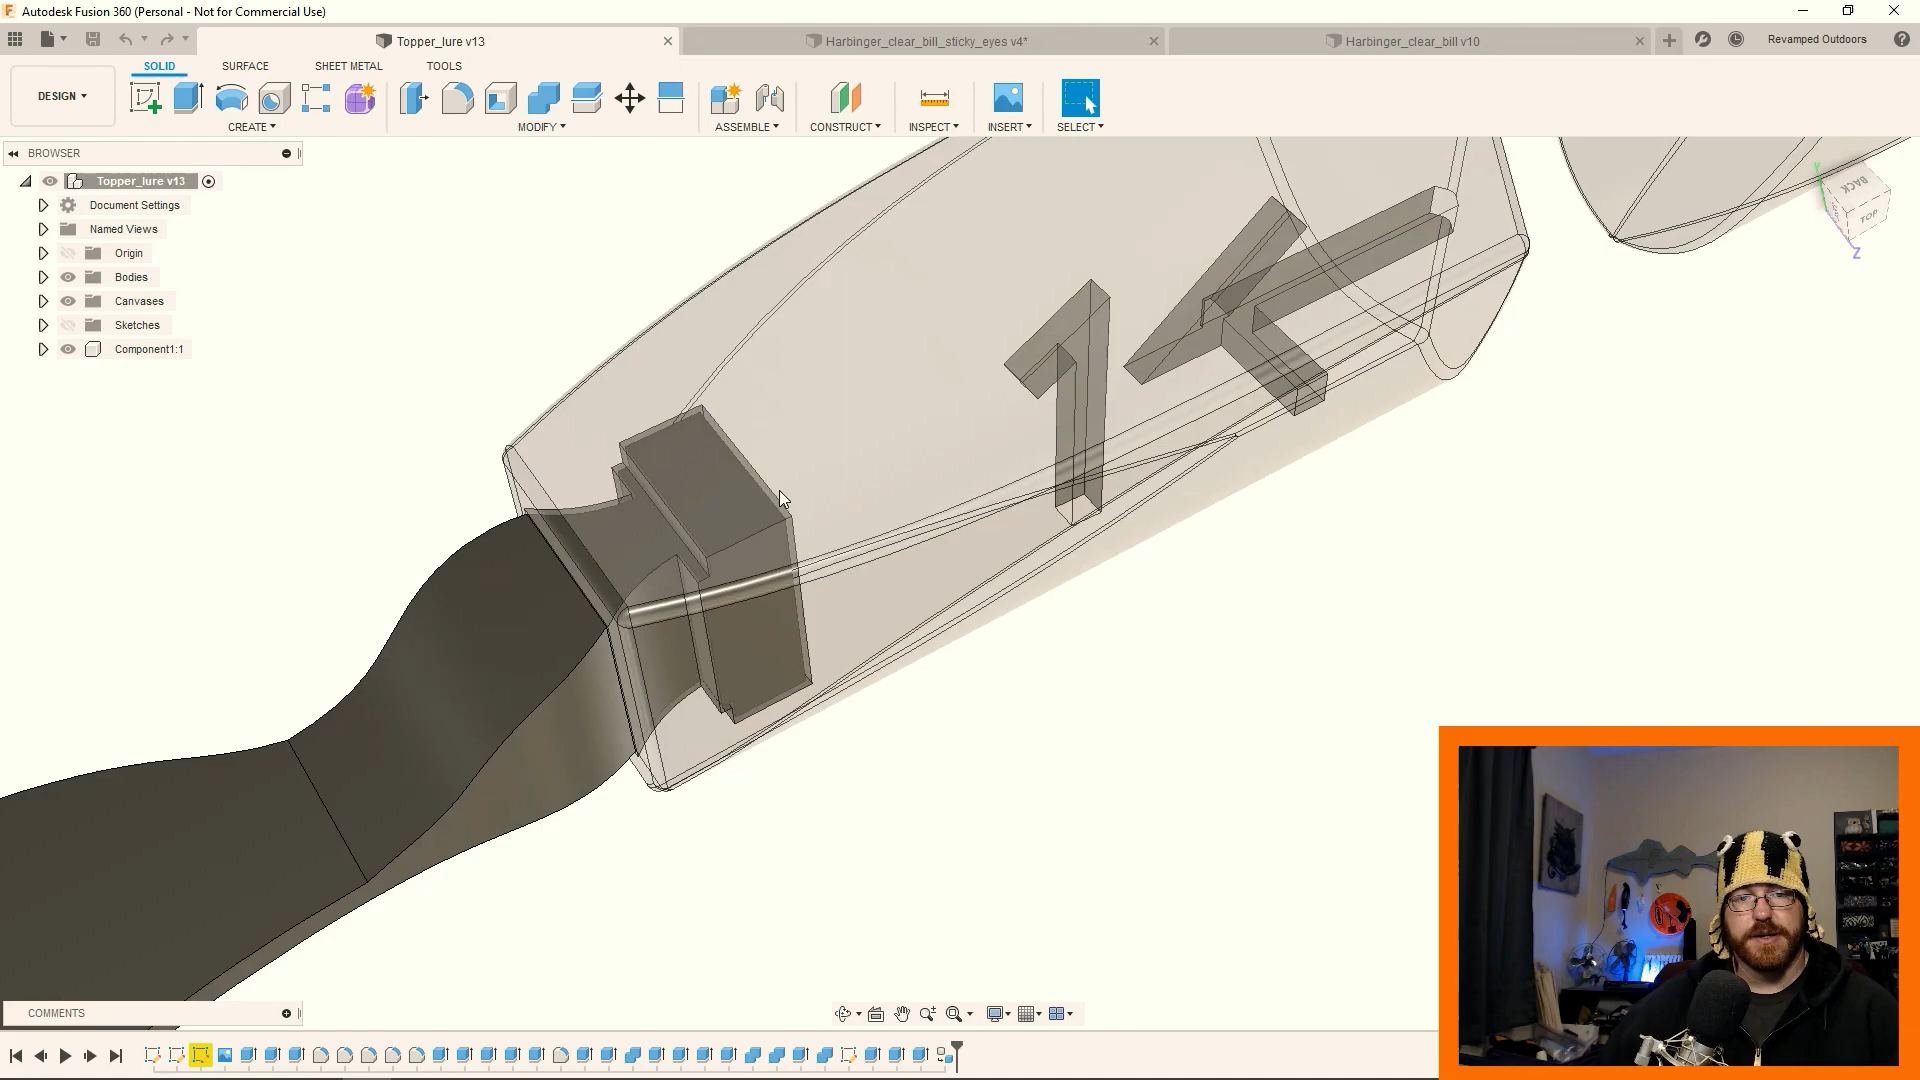 Autodesk Fusion 360 (Personal - Not for Commercial Use)
Topper_lure v13
Harbinger_clear_bill_sticky_eyes v4*
Harbinger_clear_bill v10
Revamped Outdoors
SOLID
SURFACE
SHEET METAL
TOOLS
DESIGN
CREATE
MODIFY
ASSEMBLE
CONSTRUCT
INSPECT
INSERT
SELECT
BROWSER
Topper_lure v13
Document Settings
Named Views
Origin
Bodies
Canvases
Sketches
Component1:1
14
BACK
TOP
Y
Z
COMMENTS